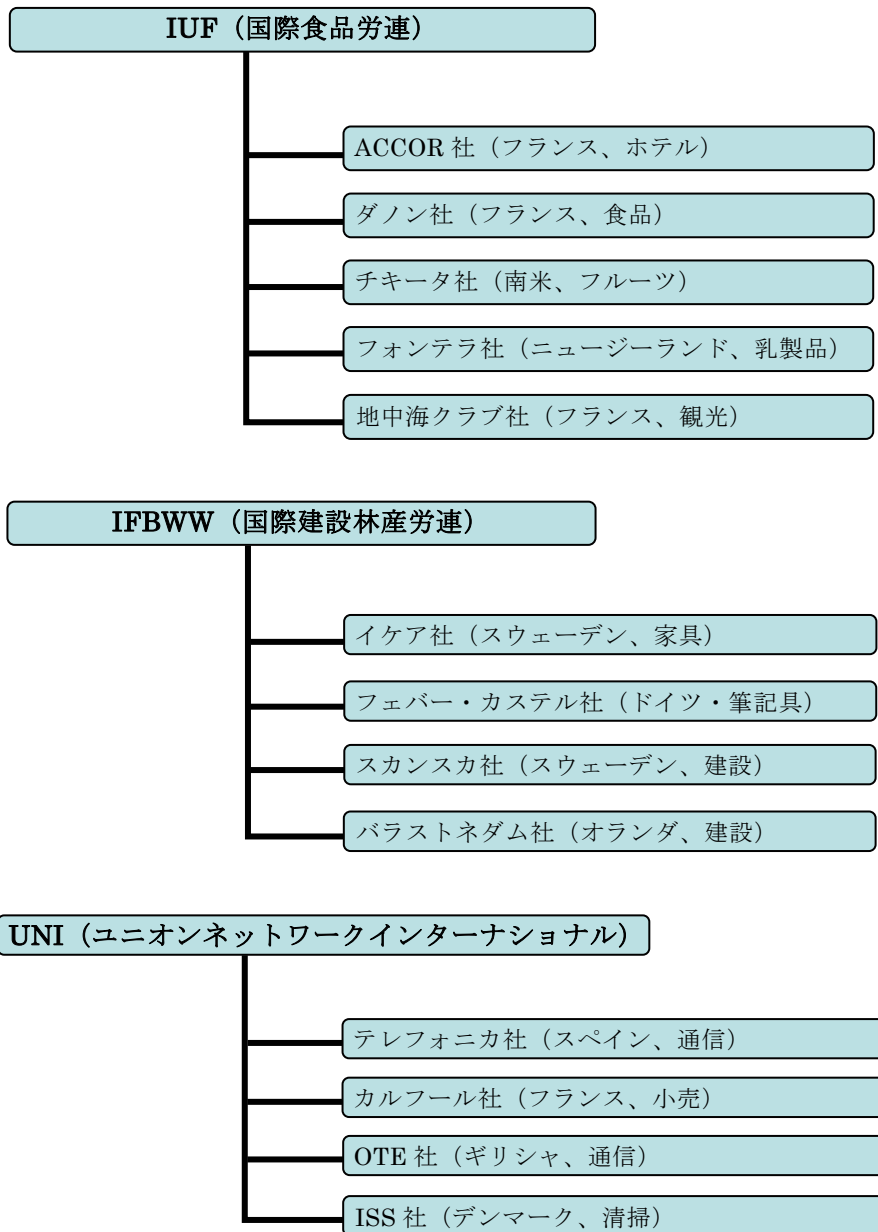 IUF（国際食品労連）
ACCOR 社（フランス、ホテル）
ダノン社（フランス、食品）
チキータ社（南米、フルーツ）
フォンテラ社（ニュージーランド、乳製品）
地中海クラブ社（フランス、観光）
IFBWW（国際建設林産労連）
イケア社（スウェーデン、家具）
フェバー・カステル社（ドイツ・筆記具）
スカンスカ社（スウェーデン、建設）
バラストネダム社（オランダ、建設）
UNI（ユニオンネットワークインターナショナル）
テレフォニカ社（スペイン、通信）
カルフール社（フランス、小売）
OTE 社（ギリシャ、通信）
ISS 社（デンマーク、清掃）